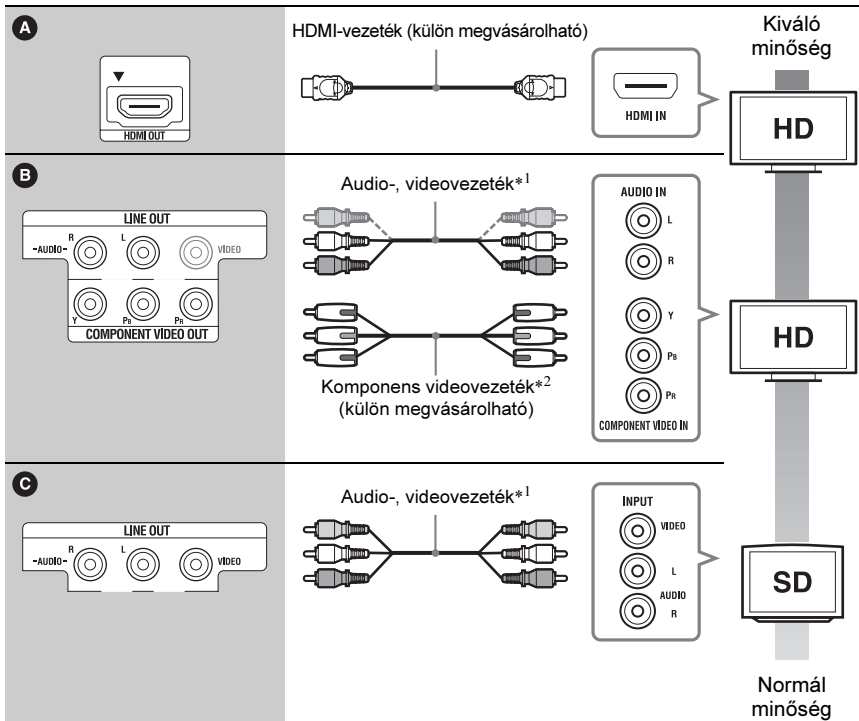 A
HDMI OUT
HDMI-vezeték (külön megvásárolható)
HDMI IN
Kiváló
minőség
HD
B
LINE OUT
-AUDIO-
R
L
VIDEO
Y
PB
PR
COMPONENT VIDEO OUT
Audio-, videovezeték*1
Komponens videovezeték*2
(külön megvásárolható)
AUDIO IN
L
R
Y
PB
PR
COMPONENT VIDEO IN
HD
C
LINE OUT
-AUDIO-
R
L
VIDEO
Audio-, videovezeték*1
INPUT
VIDEO
L
AUDIO
R
SD
Normál
minőség